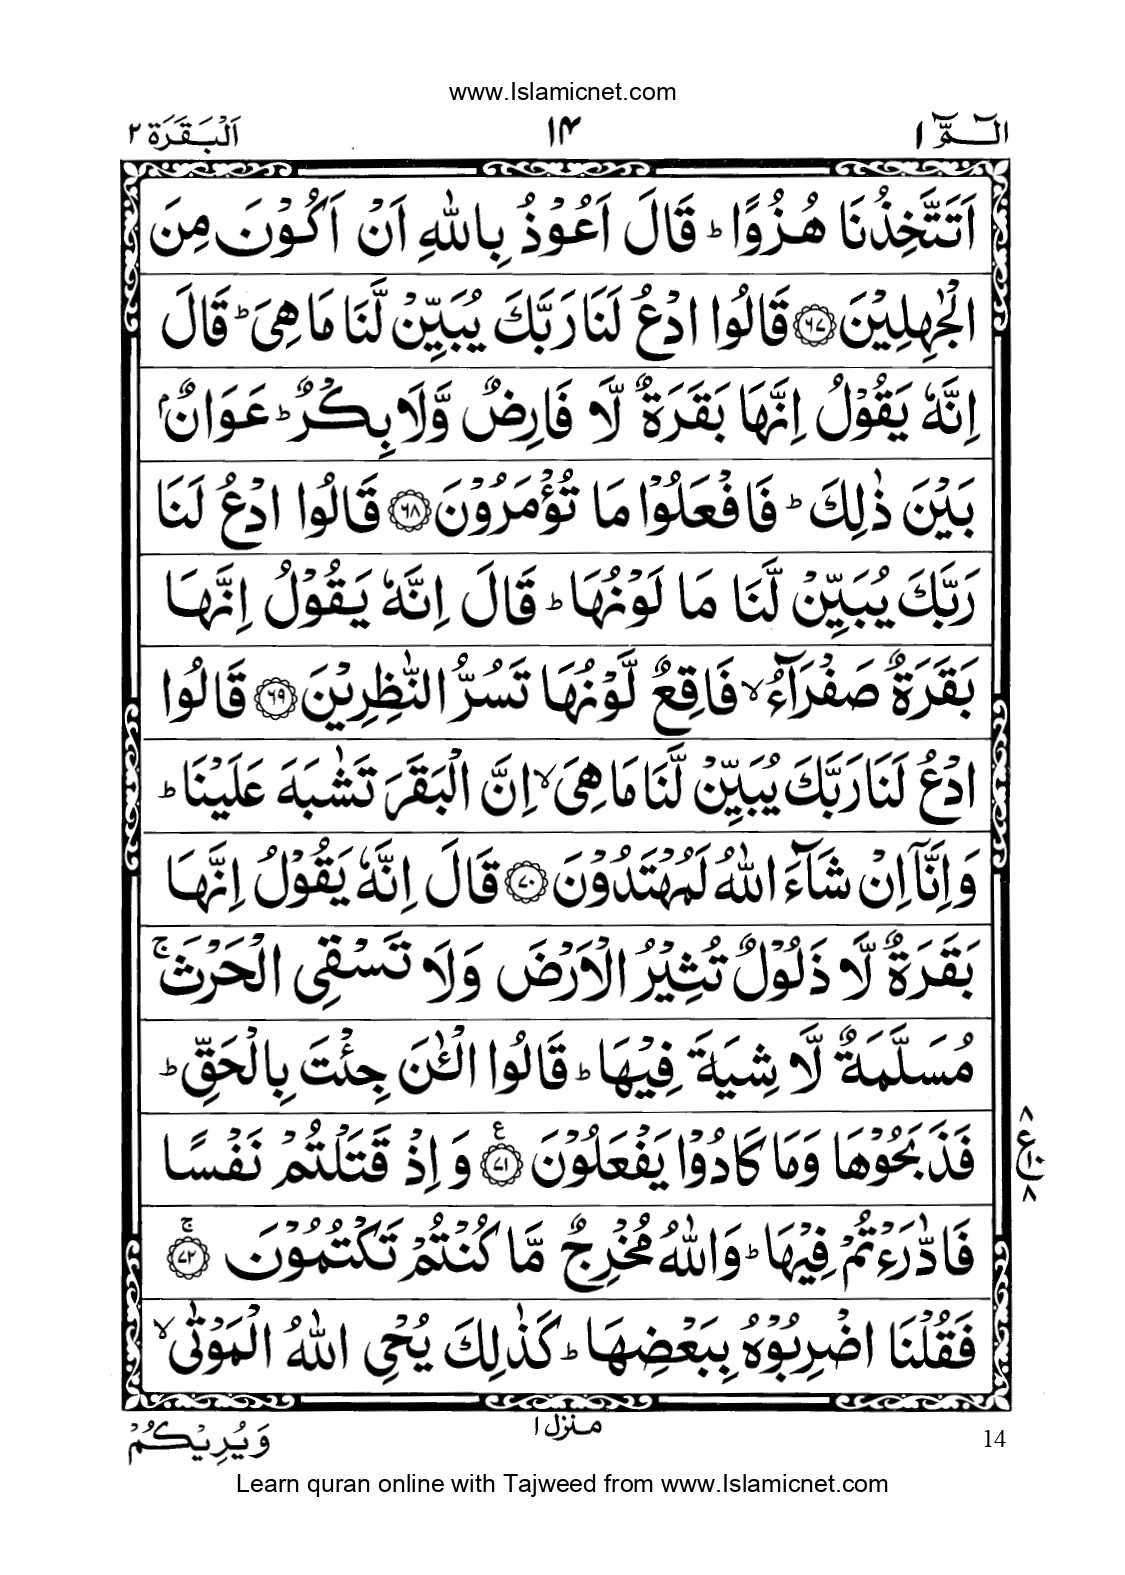 www.Islamicnet.com
الٓمّٓ ١ ١٤ اَلْبَقَرَة ٢
اَتَتَّخِذُنَا هُزُوًا ؕ قَالَ اَعُوْذُ بِاللّٰهِ اَنْ اَكُوْنَ مِنَ
الْجٰهِلِيْنَ ﴿٦٧﴾ قَالُوا ادْعُ لَنَا رَبَّكَ يُبَيِّنْ لَّنَا مَا هِىَ ؕ قَالَ
اِنَّهٗ يَقُوْلُ اِنَّهَا بَقَرَةٌ لَّا فَارِضٌ وَّلَا بِكْرٌ ؕ عَوَانٌۢ
بَيْنَ ذٰلِكَ ؕ فَافْعَلُوْا مَا تُؤْمَرُوْنَ ﴿٦٨﴾ قَالُوا ادْعُ لَنَا
رَبَّكَ يُبَيِّنْ لَّنَا مَا لَوْنُهَا ؕ قَالَ اِنَّهٗ يَقُوْلُ اِنَّهَا
بَقَرَةٌ صَفْرَآءُ ۙ فَاقِعٌ لَّوْنُهَا تَسُرُّ النّٰظِرِيْنَ ﴿٦٩﴾ قَالُوا
ادْعُ لَنَا رَبَّكَ يُبَيِّنْ لَّنَا مَا هِىَ ۙ اِنَّ الْبَقَرَ تَشٰبَهَ عَلَيْنَا ؕ
وَاِنَّآ اِنْ شَآءَ اللّٰهُ لَمُهْتَدُوْنَ ﴿٧٠﴾ قَالَ اِنَّهٗ يَقُوْلُ اِنَّهَا
بَقَرَةٌ لَّا ذَلُوْلٌ تُثِيْرُ الْاَرْضَ وَلَا تَسْقِى الْحَرْثَ ۚ
مُسَلَّمَةٌ لَّا شِيَةَ فِيْهَا ؕ قَالُوا الْـٰٔنَ جِئْتَ بِالْحَقِّ ؕ
فَذَبَحُوْهَا وَمَا كَادُوْا يَفْعَلُوْنَ ﴿٧١﴾ ع وَاِذْ قَتَلْتُمْ نَفْسًا
٨ ع ١٠ ٨
فَادّٰرَءْتُمْ فِيْهَا ؕ وَاللّٰهُ مُخْرِجٌ مَّا كُنْتُمْ تَكْتُمُوْنَ ﴿٧٢﴾ ۚ
فَقُلْنَا اضْرِبُوْهُ بِبَعْضِهَا ؕ كَذٰلِكَ يُحْىِ اللّٰهُ الْمَوْتٰى ۙ
وَيُرِيْكُمْ منزل ١ 14
Learn quran online with Tajweed from www.Islamicnet.com